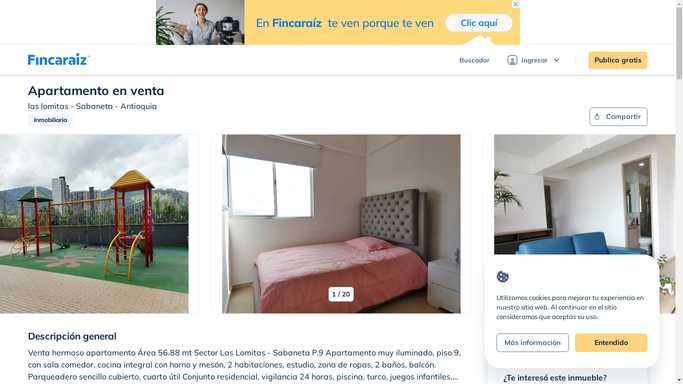 En Fincaraíz te ven porque te ven
Clic aquí
Fincaraíz
Buscador
Ingresar
Publica gratis
Apartamento en venta
las lomitas - Sabaneta - Antioquia
Inmobiliaria
Compartir
1 / 20
Utilizamos cookies para mejorar tu experiencia en
nuestro sitio web. Al continuar en el sitio
consideramos que aceptas su uso.
Más información
Entendido
Descripción general
Venta hermoso apartamento Área 56.88 mt Sector Las Lomitas - Sabaneta P.9 Apartamento muy iluminado, piso 9,
con sala comedor, cocina integral con horno y mesón, 2 habitaciones, estudio, zona de ropas, 2 baños, balcón.
Parqueadero sencillo cubierto, cuarto útil Conjunto residencial, vigilancia 24 horas, piscina, turco, juegos infantiles,...
¿Te interesó este inmueble?